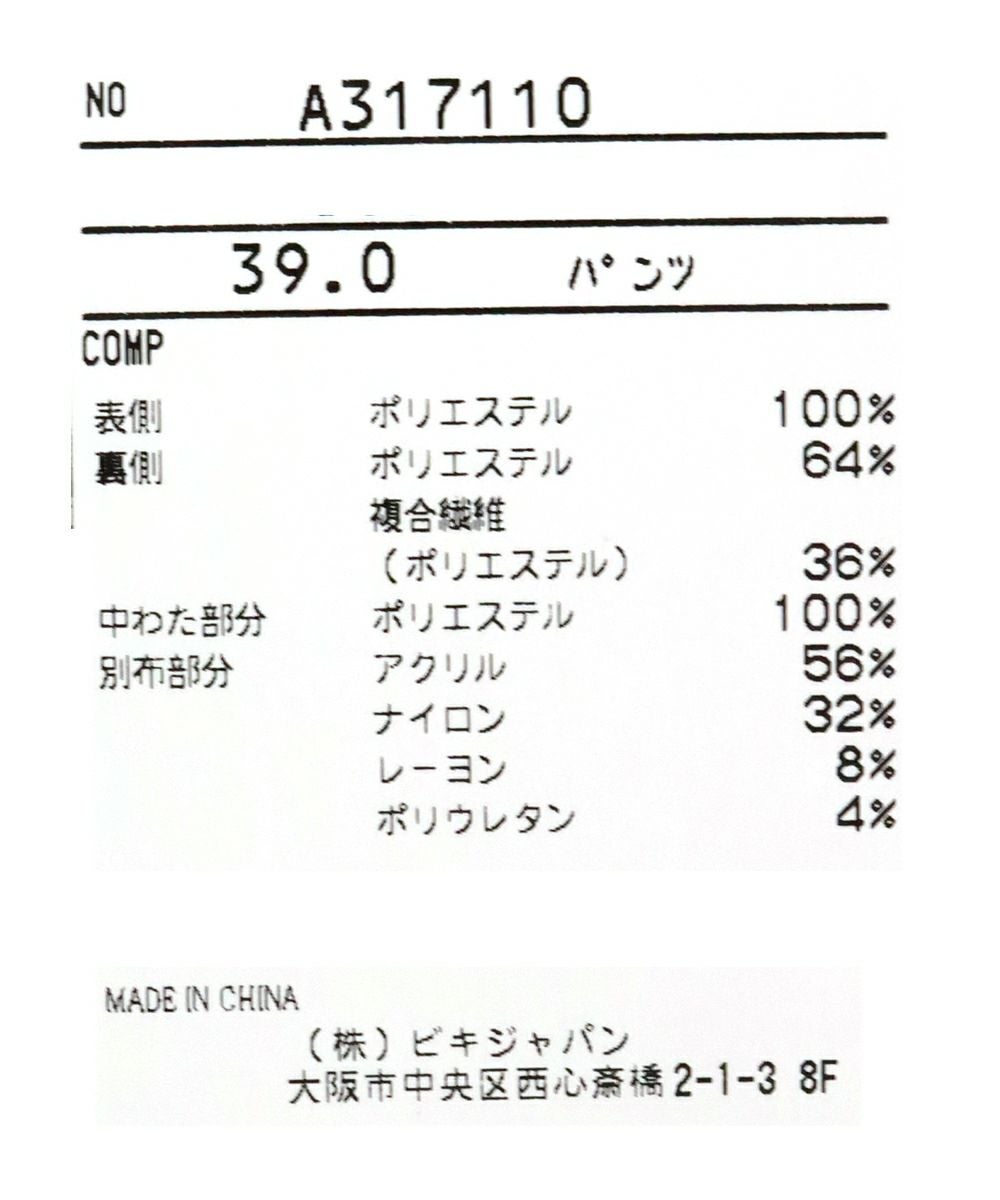 NO A317110
39.0 パンツ
COMP
表側 ポリエステル 100%
裏側 ポリエステル 64%
複合繊維
(ポリエステル) 36%
中わた部分 ポリエステル 100%
別布部分 アクリル 56%
ナイロン 32%
レーヨン 8%
ポリウレタン 4%
MADE IN CHINA
(株)ビキジャパン
大阪市中央区西心斎橋2-1-3 8F